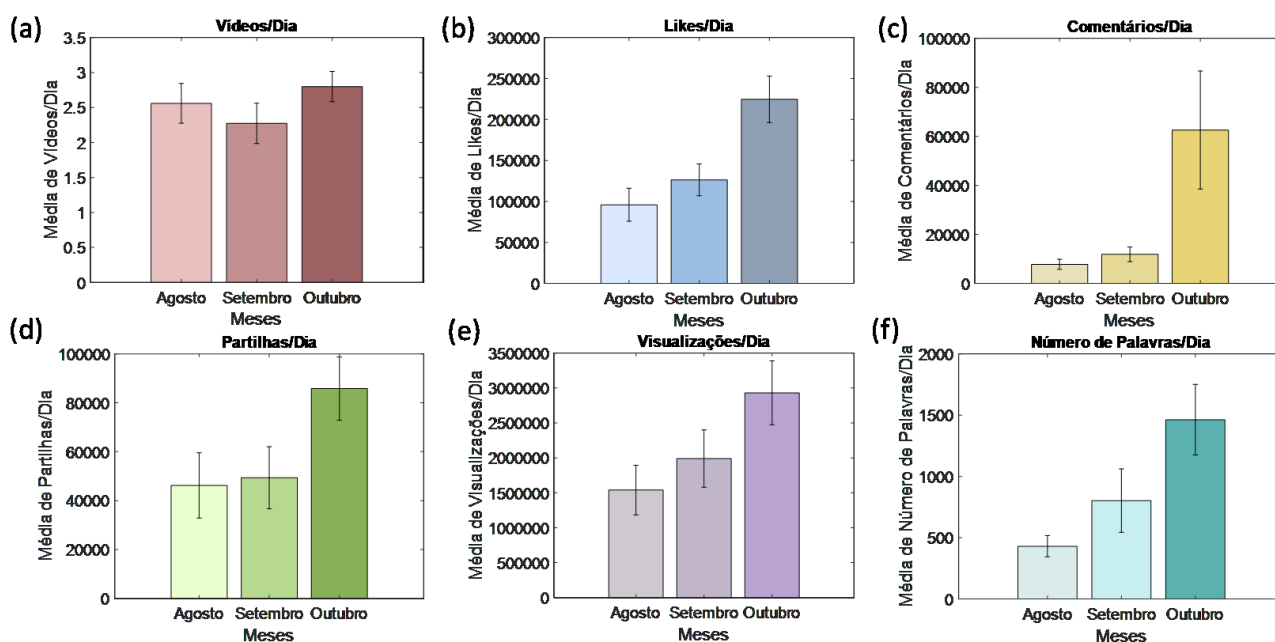 (a)
Vídeos/Dia
Média de Vídeos/Dia
3.5
3
2.5
2
1.5
1
0.5
0
Agosto Setembro Outubro
Meses
(b)
Likes/Dia
Média de Likes/Dia
300000
250000
200000
150000
100000
50000
0
Agosto Setembro Outubro
Meses
(c)
Comentários/Dia
Média de Comentários/Dia
100000
80000
60000
40000
20000
0
Agosto Setembro Outubro
Meses
(d)
Partilhas/Dia
Média de Partilhas/Dia
100000
80000
60000
40000
20000
0
Agosto Setembro Outubro
Meses
(e)
Visualizações/Dia
Média de Visualizações/Dia
3500000
3000000
2500000
2000000
1500000
1000000
500000
0
Agosto Setembro Outubro
Meses
(f)
Número de Palavras/Dia
Média de Número de Palavras/Dia
2000
1500
1000
500
0
Agosto Setembro Outubro
Meses